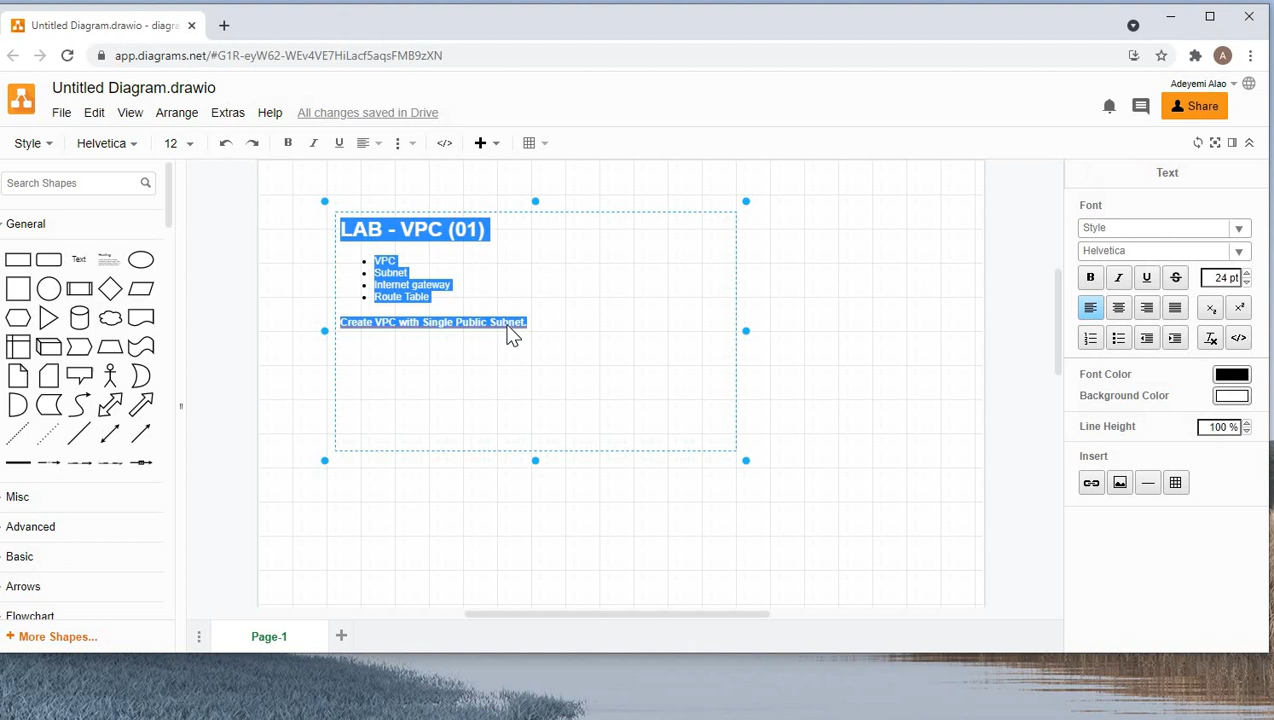 Untitled Diagram.drawio - diagra
app.diagrams.net/#G1R-eyW62-WEv4VE7HiLacf5aqsFMB9zXN
A
Untitled Diagram.drawio
Adeyemi Alao
File Edit View Arrange Extras Help All changes saved in Drive
Share
Style Helvetica 12 B I U </>
Search Shapes
Text
General
Font
Style
Helvetica
B I U S 24 pt
Text
Heading
LAB - VPC (01)
VPC
Subnet
Internet gateway
Route Table
Create VPC with Single Public Subnet.
Font Color
Background Color
Line Height 100 %
Insert
Misc
Advanced
Basic
Arrows
Flowchart
+ More Shapes...
Page-1